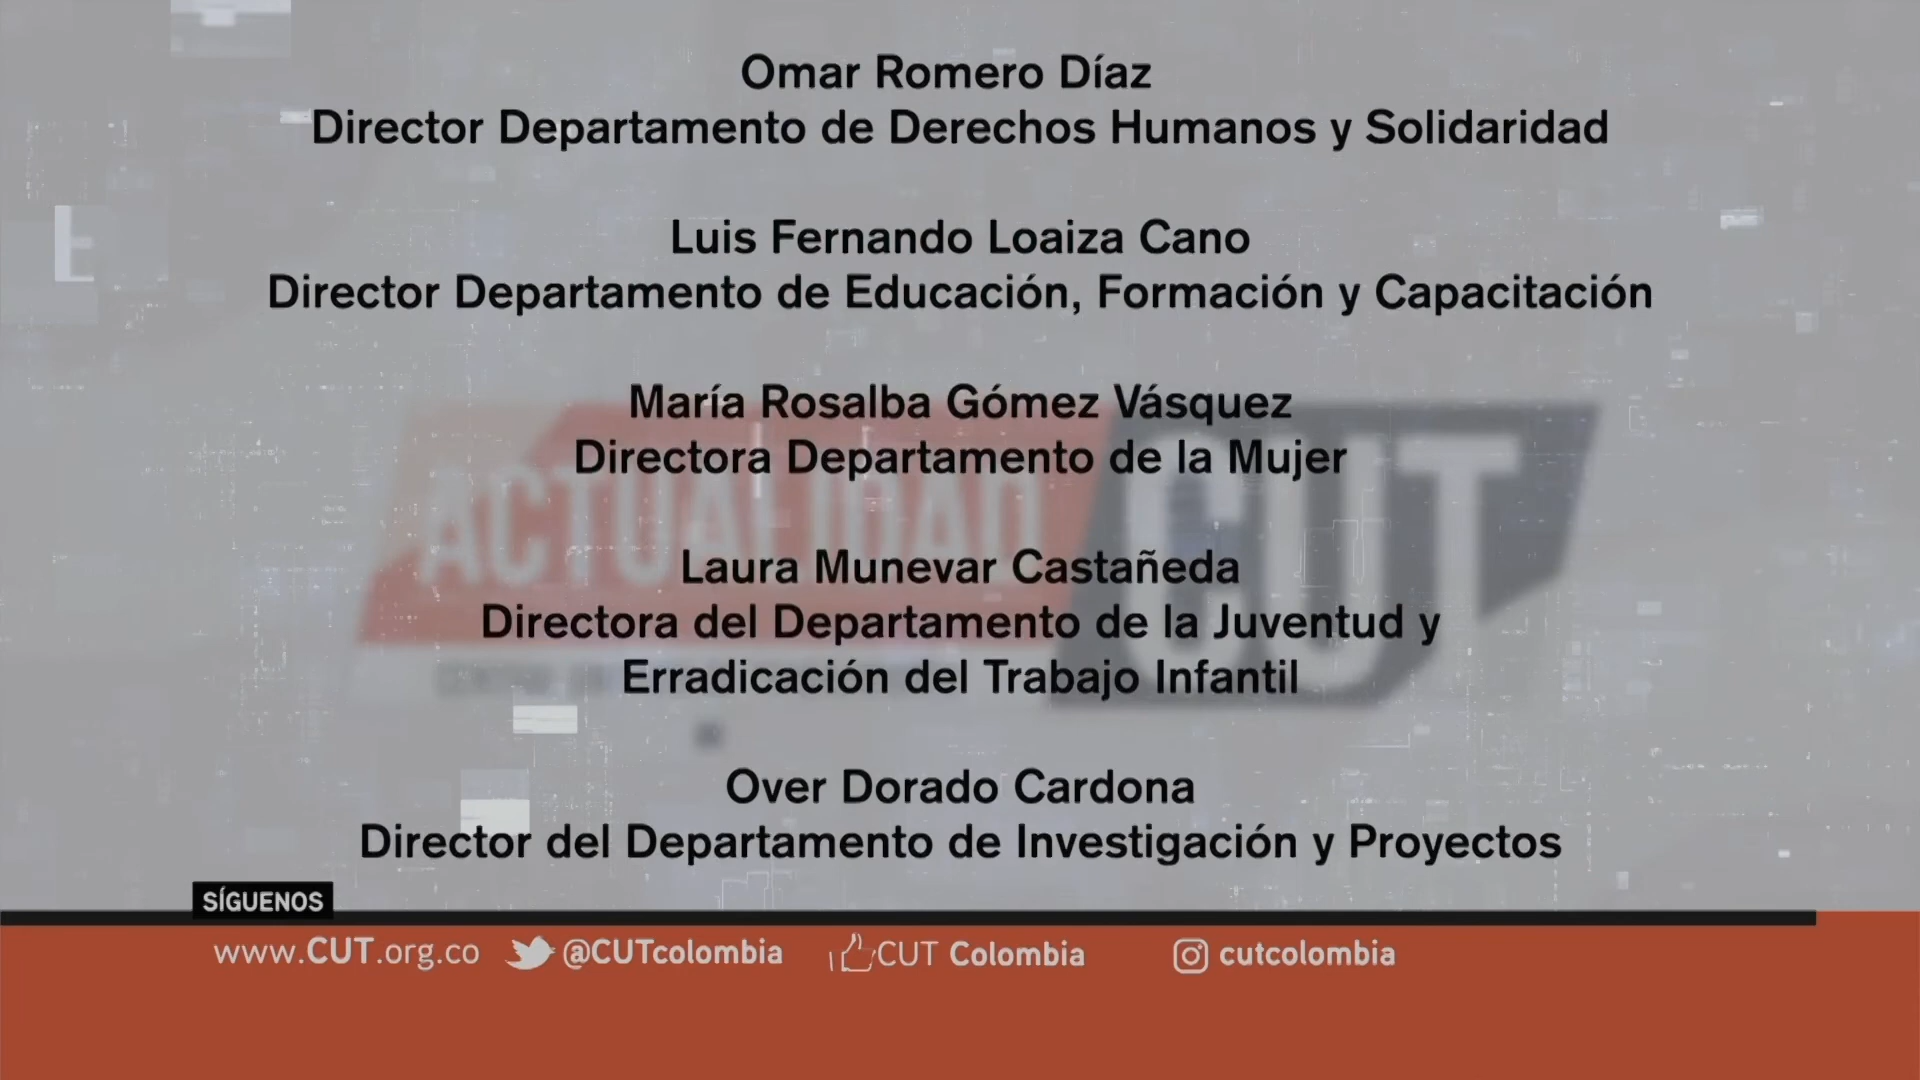 Omar Romero Díaz
Director Departamento de Derechos Humanos y Solidaridad
Luis Fernando Loaiza Cano
Director Departamento de Educación, Formación y Capacitación
María Rosalba Gómez Vásquez
Directora Departamento de la Mujer
ACTUALIDAD CUT
Laura Munevar Castañeda
Directora del Departamento de la Juventud y
Erradicación del Trabajo Infantil
Over Dorado Cardona
Director del Departamento de Investigación y Proyectos
SÍGUENOS
www.CUT.org.co @CUTcolombia CUT Colombia cutcolombia